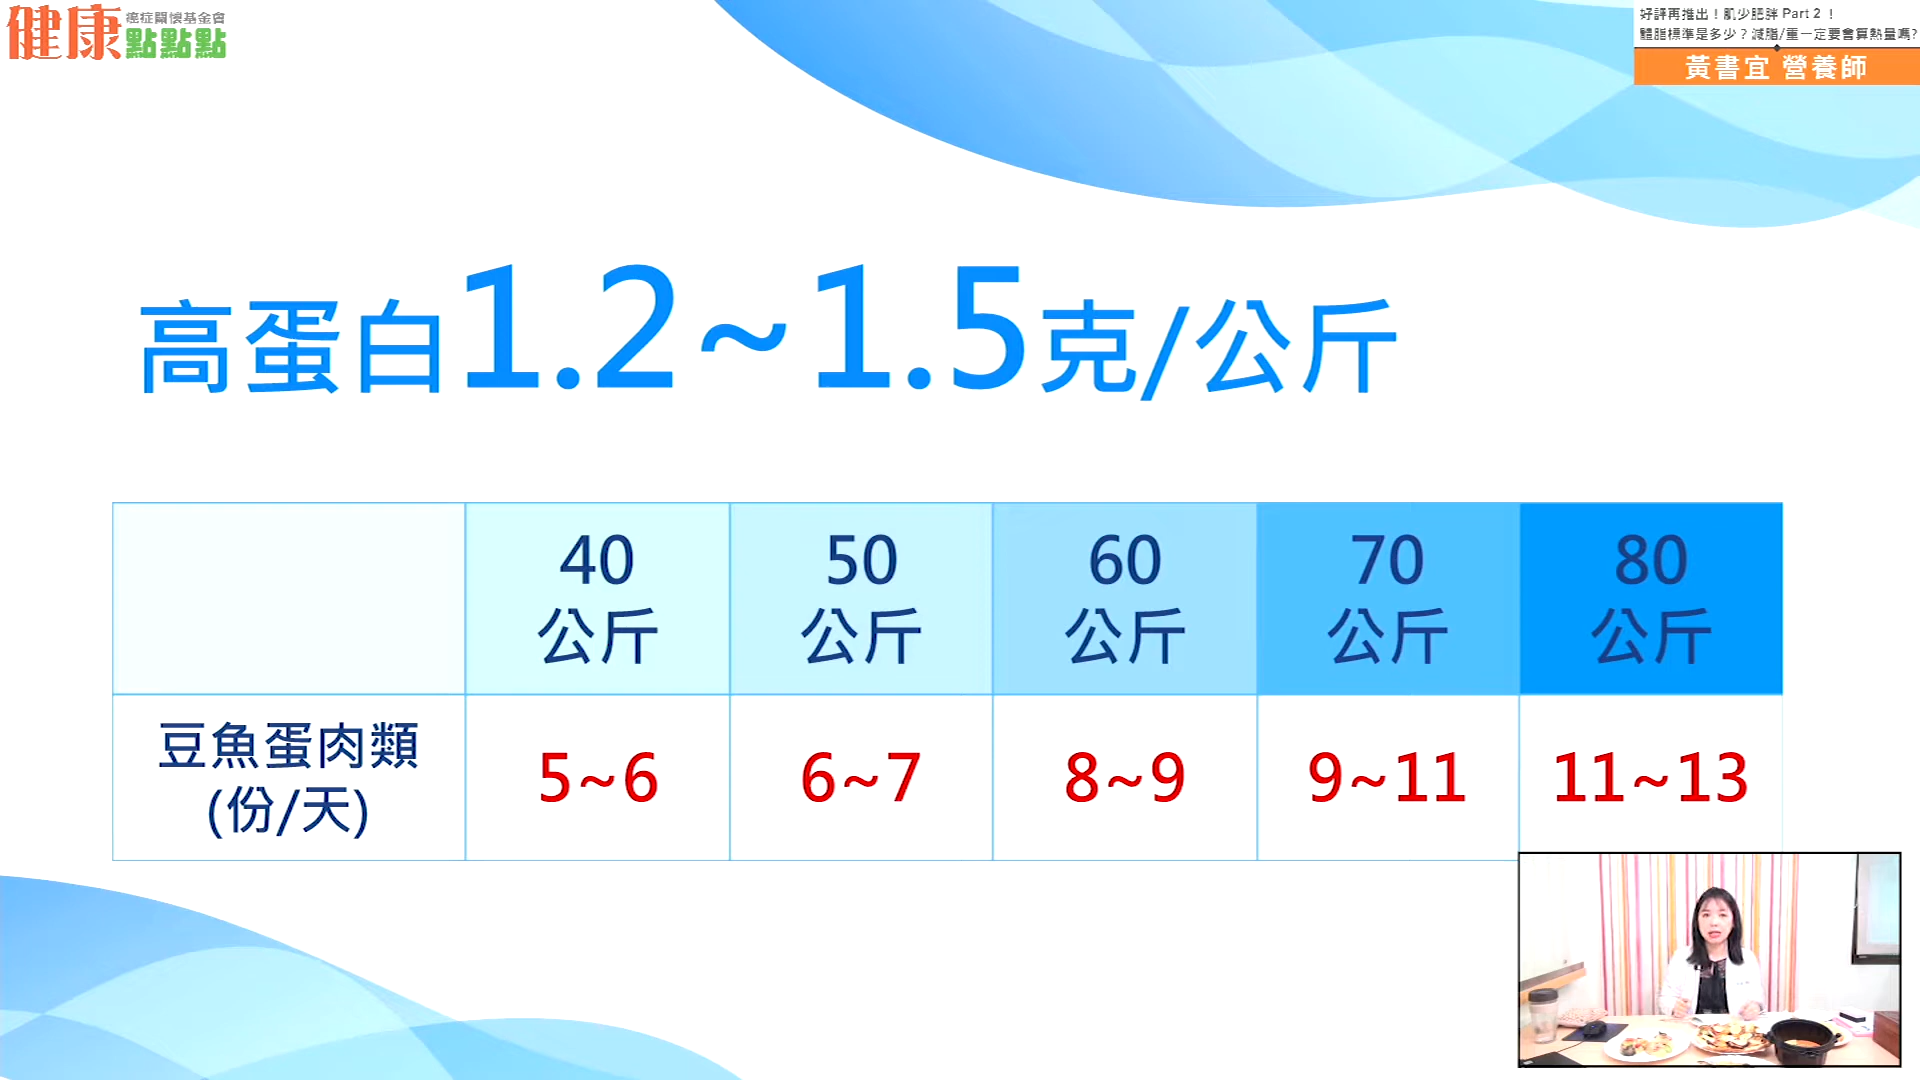 健康
癌症關懷基金會
點點點
好評再推出！肌少肥胖 Part 2 ！
體脂標準是多少？減脂/重一定要會算熱量嗎?
黃書宜 營養師
高蛋白1.2~1.5克/公斤
40 公斤
50 公斤
60 公斤
70 公斤
80 公斤
豆魚蛋肉類
(份/天)
5~6
6~7
8~9
9~11
11~13